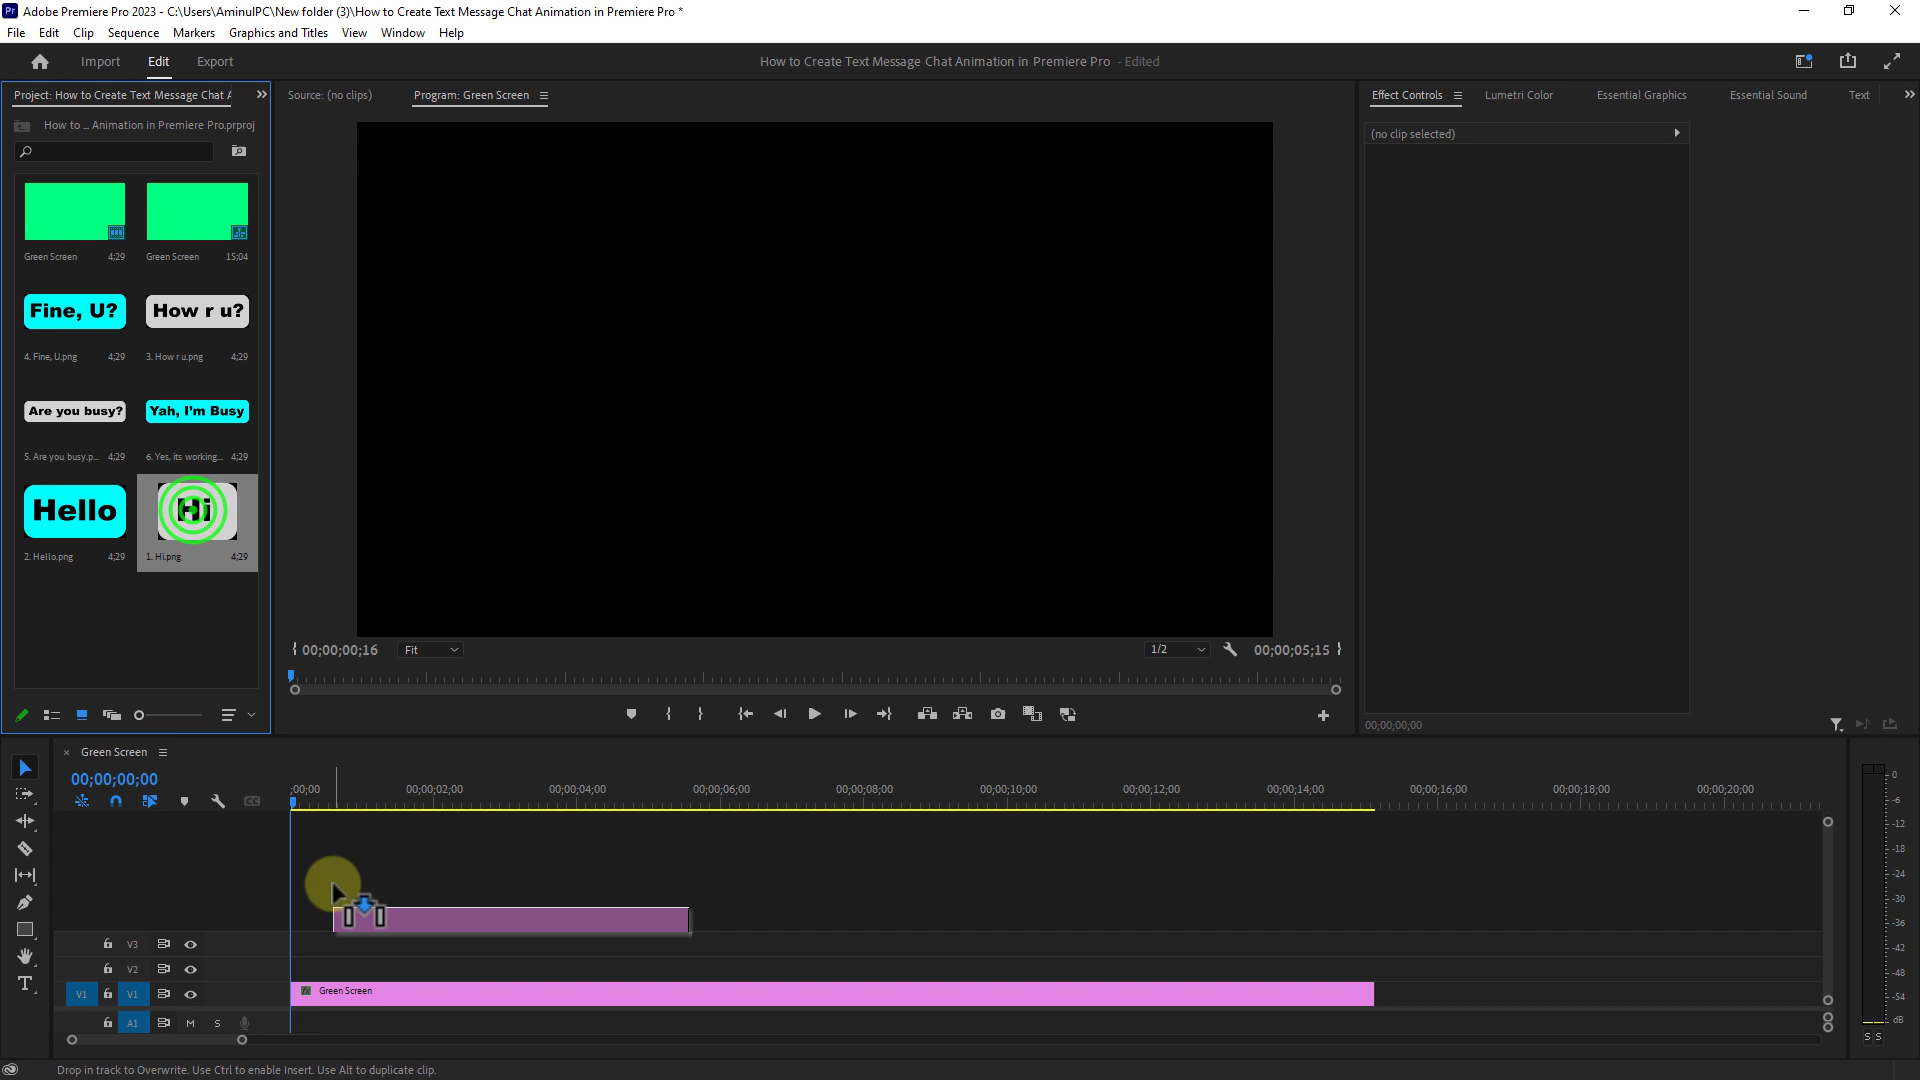 Adobe Premiere Pro 2023 - C:\Users\AminulPC\New folder (3)\How to Create Text Message Chat Animation in Premiere Pro *
File Edit Clip Sequence Markers Graphics and Titles View Window Help
Import Edit Export
How to Create Text Message Chat Animation in Premiere Pro - Edited
Project: How to Create Text Message Chat A
Source: (no clips)
Program: Green Screen
Effect Controls Lumetri Color Essential Graphics Essential Sound Text
How to ... Animation in Premiere Pro.prproj
(no clip selected)
Green Screen 4;29 Green Screen 15;04
Fine, U? How r u?
4. Fine, U.png 4;29 3. How r u.png 4;29
Are you busy? Yah, I'm Busy
5. Are you busy.p... 4;29 6. Yes, its working... 4;29
Hello Hi
2. Hello.png 4;29 1. Hi.png 4;29
00;00;00;16 Fit 1/2 00;00;05;15
00;00;00;00
Green Screen
00;00;00;00
;00;00 00;00;02;00 00;00;04;00 00;00;06;00 00;00;08;00 00;00;10;00 00;00;12;00 00;00;14;00 00;00;16;00 00;00;18;00 00;00;20;00
V3
V2
V1 V1 Green Screen
A1 M S
0
-6
-12
-18
-24
-30
-36
-42
-48
-54
dB
S S
Drop in track to Overwrite. Use Ctrl to enable Insert. Use Alt to duplicate clip.